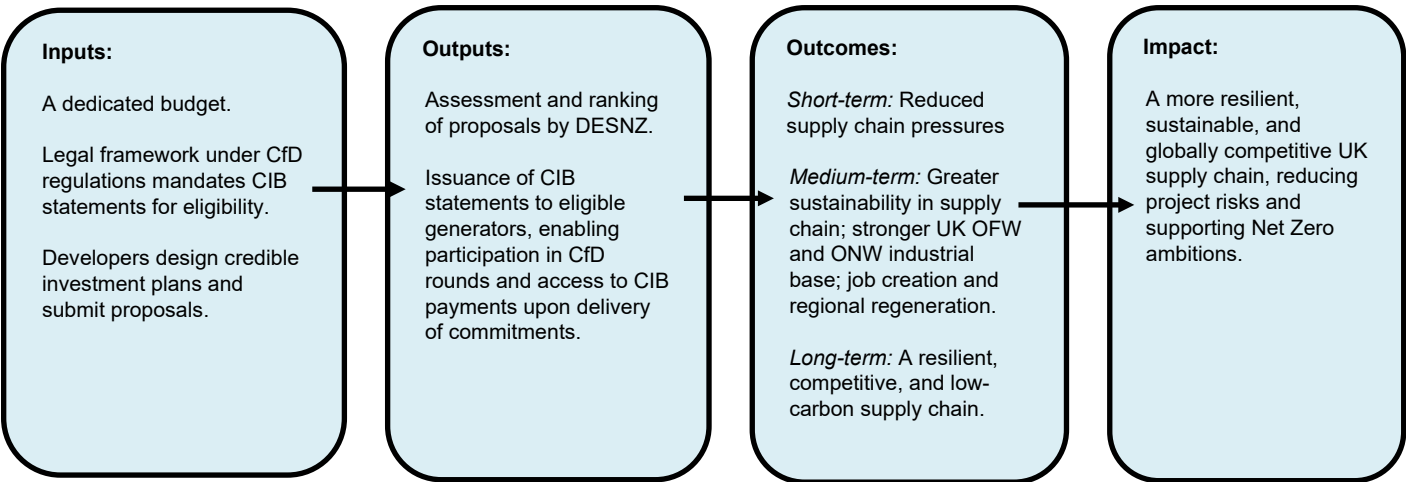 Inputs:
A dedicated budget.
Legal framework under CfD
regulations mandates CIB
statements for eligibility.
Developers design credible
investment plans and
submit proposals.
Outputs:
Assessment and ranking
of proposals by DESNZ.
Issuance of CIB
statements to eligible
generators, enabling
participation in CfD
rounds and access to CIB
payments upon delivery
of commitments.
Outcomes:
Short-term: Reduced
supply chain pressures
Medium-term: Greater
sustainability in supply
chain; stronger UK OFW
and ONW industrial
base; job creation and
regional regeneration.
Long-term: A resilient,
competitive, and low-
carbon supply chain.
Impact:
A more resilient,
sustainable, and
globally competitive UK
supply chain, reducing
project risks and
supporting Net Zero
ambitions.